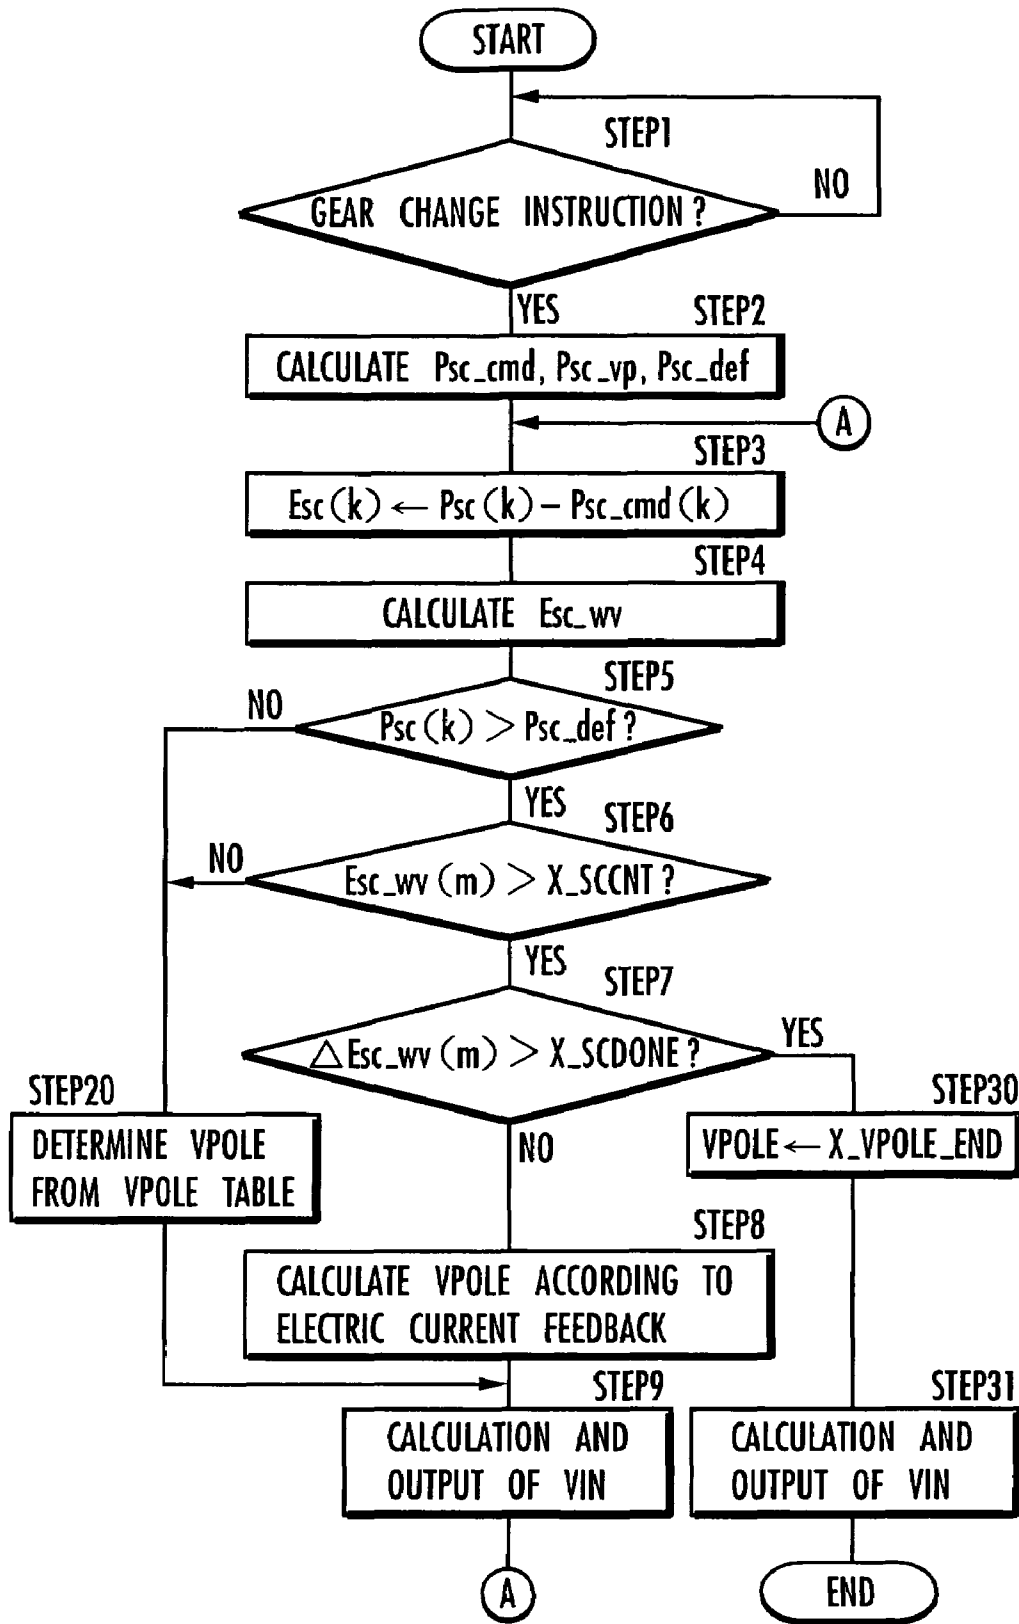 START
STEP1
GEAR CHANGE INSTRUCTION?
NO
YES
STEP2
CALCULATE Psc_cmd, Psc_vp, Psc_def
A
STEP3
Esc(k) ← Psc(k) − Psc_cmd(k)
STEP4
CALCULATE Esc_wv
STEP5
NO
Psc(k) > Psc_def?
YES
STEP6
NO
Esc_wv(m) > X_SCCNT?
YES
STEP7
△Esc_wv(m) > X_SCDONE?
YES
STEP20
DETERMINE VPOLE
FROM VPOLE TABLE
NO
STEP30
VPOLE ← X_VPOLE_END
STEP8
CALCULATE VPOLE ACCORDING TO
ELECTRIC CURRENT FEEDBACK
STEP9
CALCULATION AND
OUTPUT OF VIN
STEP31
CALCULATION AND
OUTPUT OF VIN
A
END